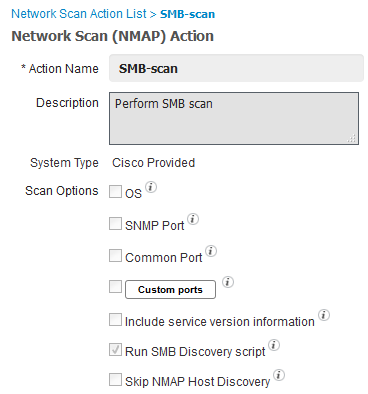 Network Scan Action List > SMB-scan
Network Scan (NMAP) Action
* Action Name SMB-scan
Description Perform SMB scan
System Type Cisco Provided
Scan Options OS
SNMP Port
Common Port
Custom ports
Include service version information
Run SMB Discovery script
Skip NMAP Host Discovery